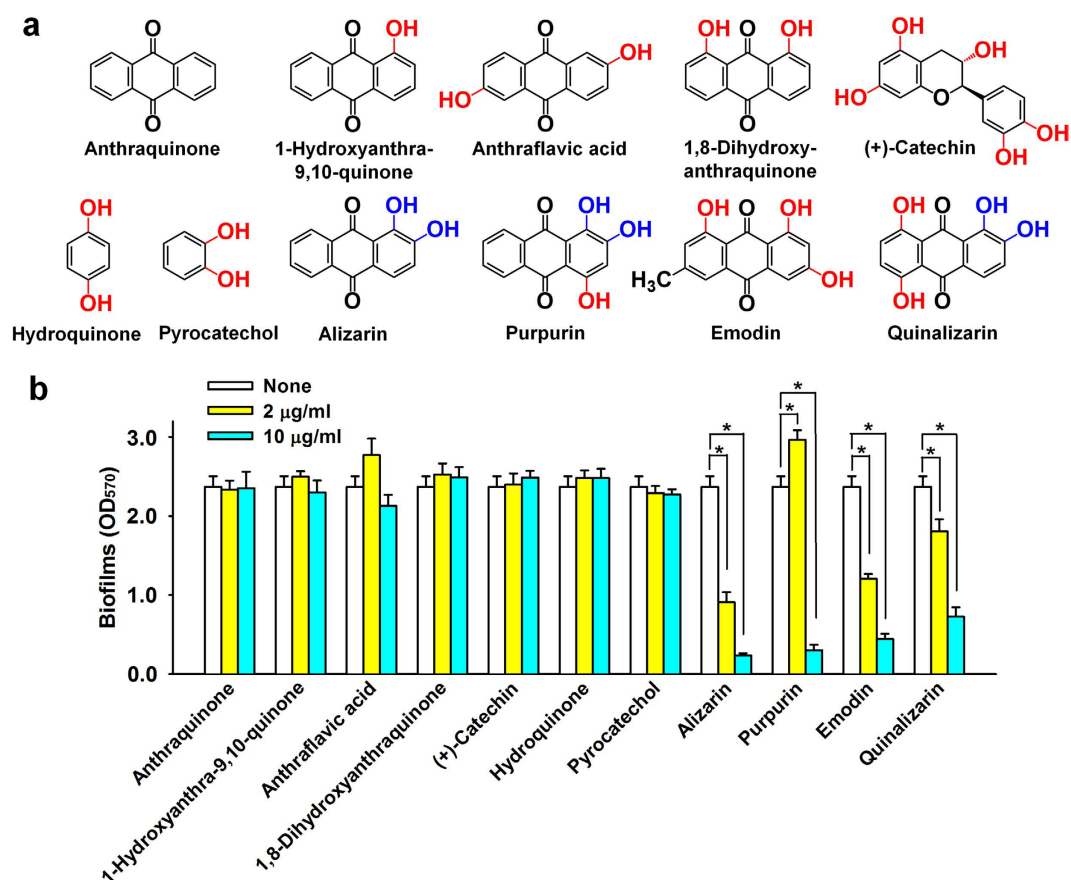 a
O
O
Anthraquinone
O OH
O
1-Hydroxyanthra-
9,10-quinone
O
OH
HO
O
Anthraflavic acid
OH O OH
O
1,8-Dihydroxy-
anthraquinone
OH
OH
HO
O
OH
OH
(+)-Catechin
OH
OH
Hydroquinone
OH
OH
Pyrocatechol
O OH
OH
O
Alizarin
O OH
OH
O OH
Purpurin
OH O OH
H3C
OH
O
Emodin
OH O OH
OH
OH O
Quinalizarin
b
None
2 µg/ml
10 µg/ml
Biofilms (OD570)
3.0
2.0
1.0
0.0
* *
* *
* *
* *
Anthraquinone
1-Hydroxyanthra-9,10-quinone
Anthraflavic acid
1,8-Dihydroxyanthraquinone
(+)-Catechin
Hydroquinone
Pyrocatechol
Alizarin
Purpurin
Emodin
Quinalizarin